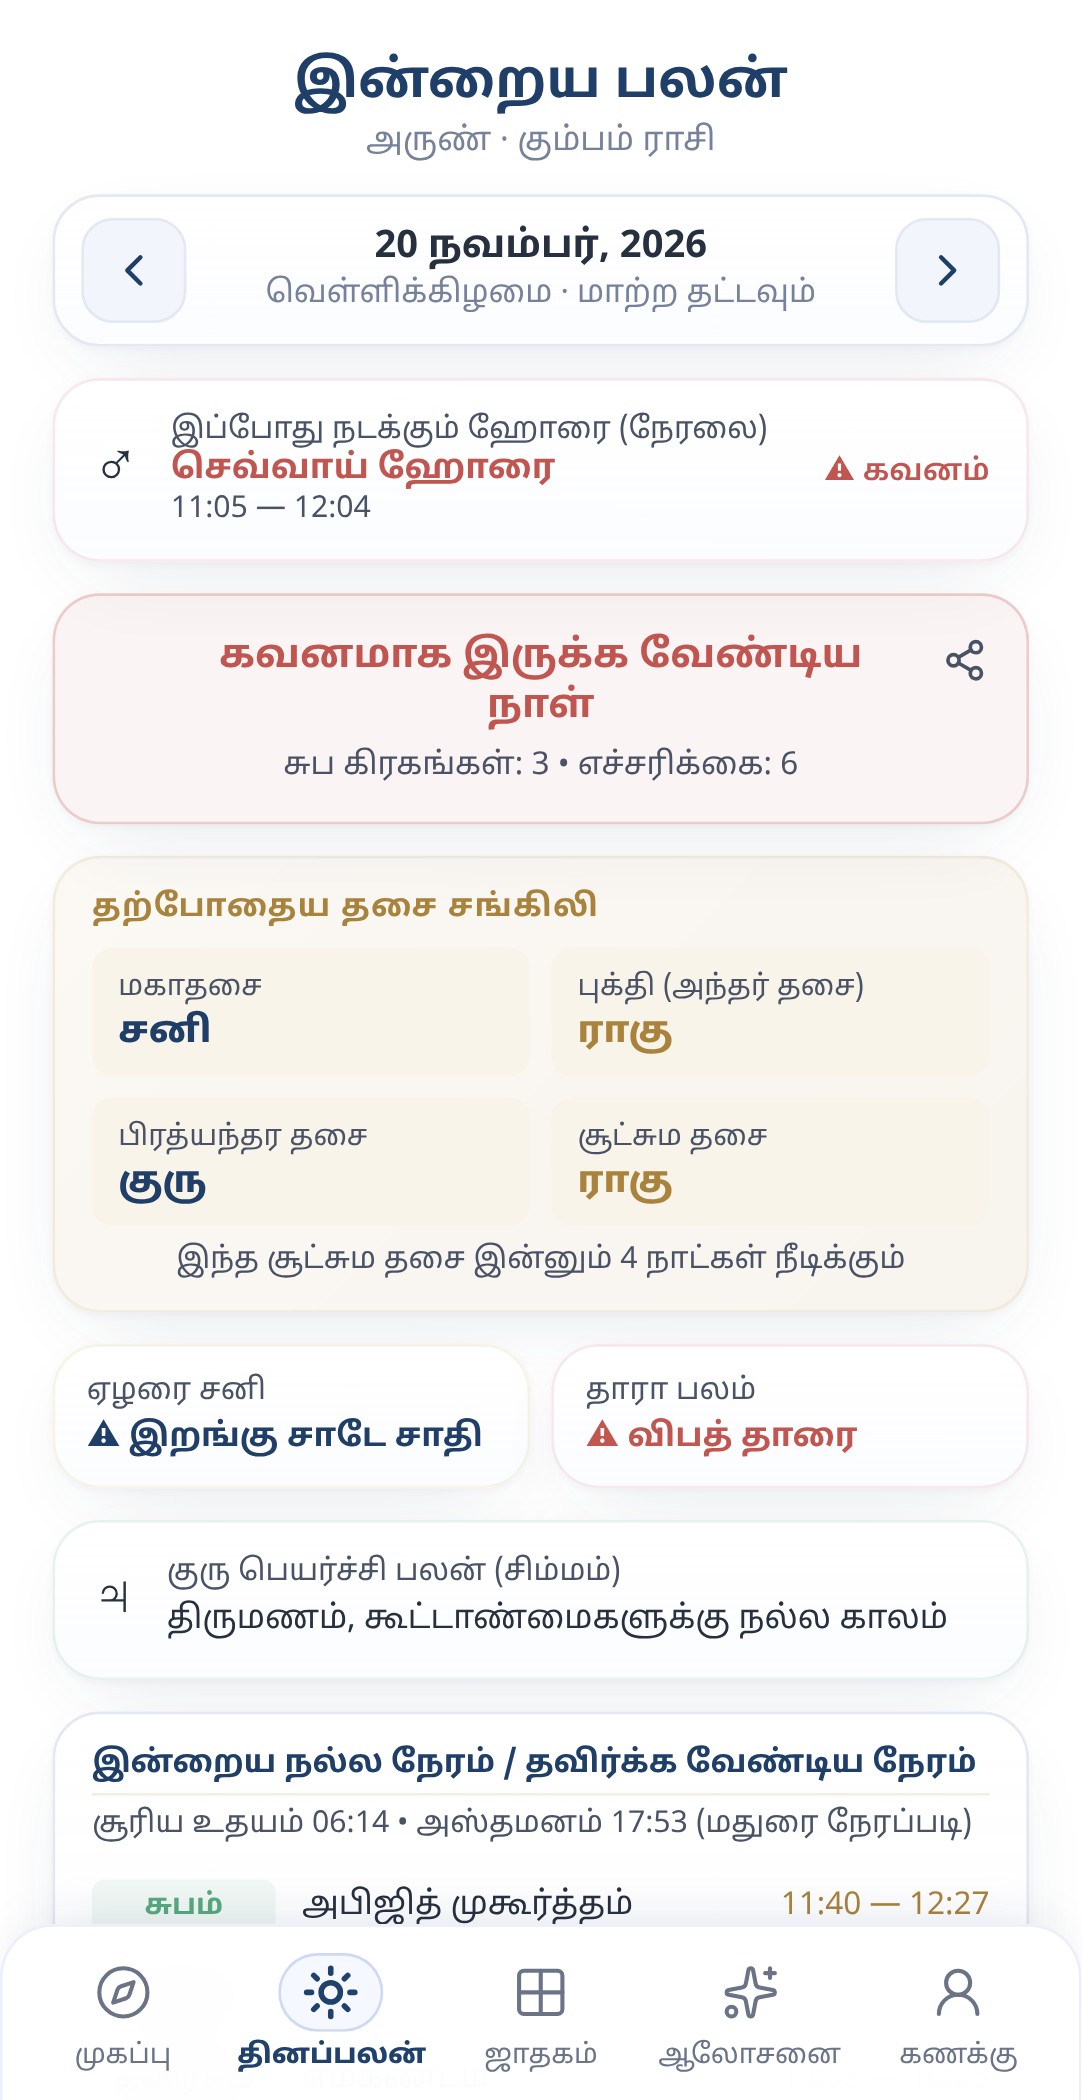 இன்றைய பலன்
அருண் · கும்பம் ராசி
20 நவம்பர், 2026
வெள்ளிக்கிழமை · மாற்ற தட்டவும்
இப்போது நடக்கும் ஹோரை (நேரலை)
செவ்வாய் ஹோரை
⚠ கவனம்
11:05 — 12:04
கவனமாக இருக்க வேண்டிய
நாள்
சுப கிரகங்கள்: 3 • எச்சரிக்கை: 6
தற்போதைய தசை சங்கிலி
மகாதசை
சனி
புக்தி (அந்தர் தசை)
ராகு
பிரத்யந்தர தசை
குரு
சூட்சும தசை
ராகு
இந்த சூட்சும தசை இன்னும் 4 நாட்கள் நீடிக்கும்
ஏழரை சனி
⚠ இறங்கு சாடே சாதி
தாரா பலம்
⚠ விபத் தாரை
குரு பெயர்ச்சி பலன் (சிம்மம்)
திருமணம், கூட்டாண்மைகளுக்கு நல்ல காலம்
இன்றைய நல்ல நேரம் / தவிர்க்க வேண்டிய நேரம்
சூரிய உதயம் 06:14 • அஸ்தமனம் 17:53 (மதுரை நேரப்படி)
சுபம் அபிஜித் முகூர்த்தம் 11:40 — 12:27
முகப்பு தினப்பலன் ஜாதகம் ஆலோசனை கணக்கு